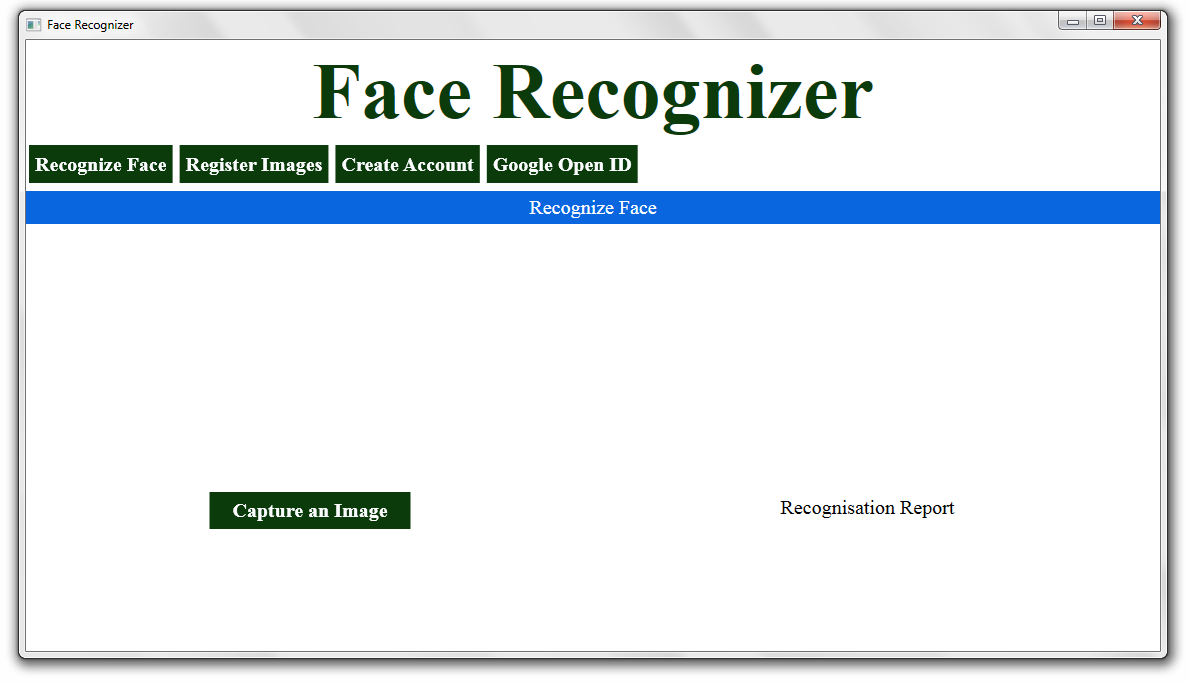 Face Recognizer
Face Recognizer
Recognize Face Register Images Create Account Google Open ID
Recognize Face
Capture an Image Recognisation Report